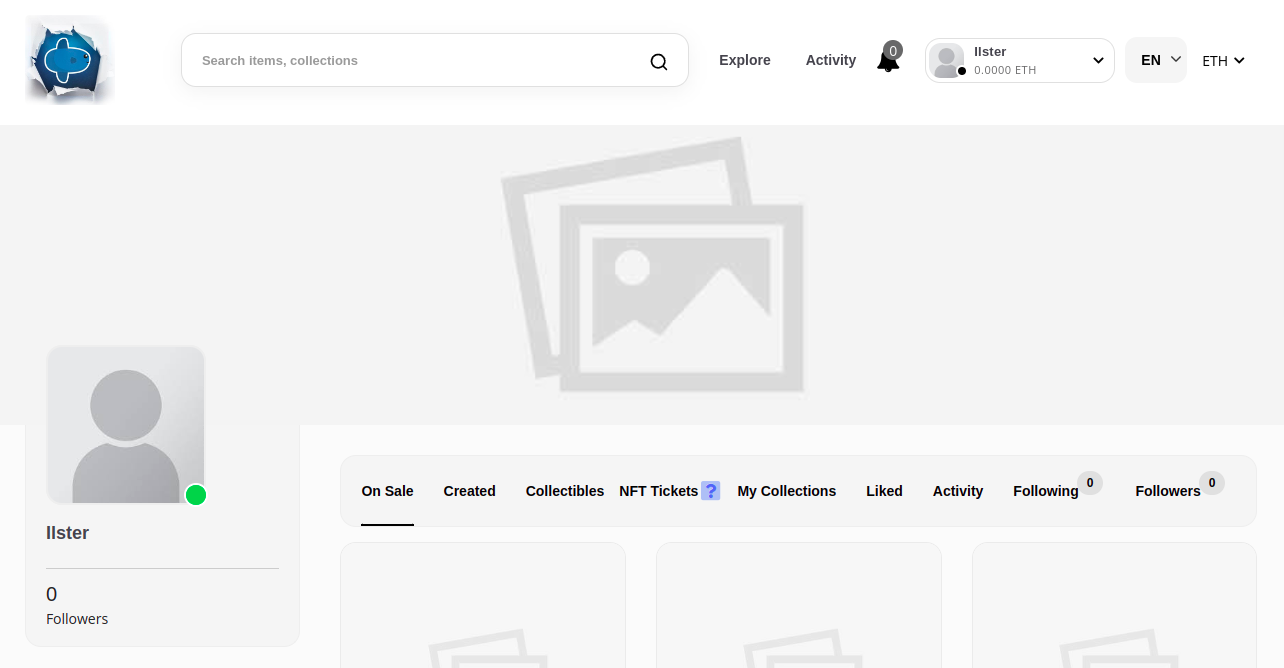 Search items, collections
Explore
Activity
0
llster
0.0000 ETH
EN
ETH
llster
0
Followers
On Sale
Created
Collectibles
NFT Tickets ?
My Collections
Liked
Activity
Following 0
Followers 0